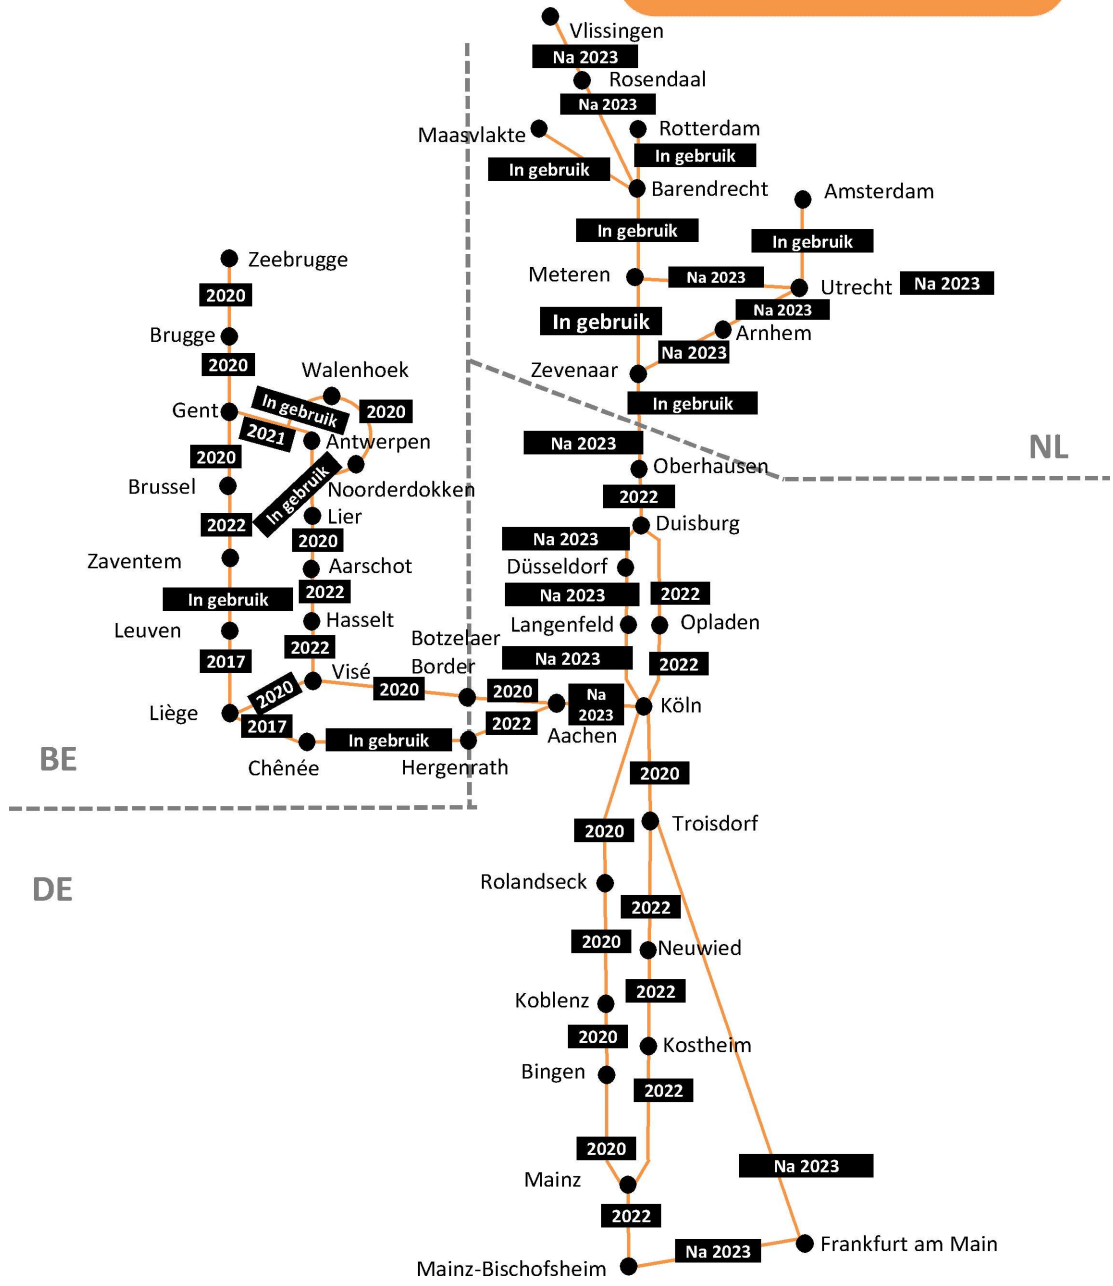 Vlissingen
Na 2023
Rosendaal
Na 2023
Maasvlakte
Rotterdam
In gebruik
In gebruik
Barendrecht
Amsterdam
In gebruik
In gebruik
Zeebrugge
Meteren
Na 2023
Utrecht
Na 2023
2020
Na 2023
In gebruik
Brugge
Arnhem
Na 2023
2020
Walenhoek
Zevenaar
In gebruik
In gebruik
2020
Gent
2021
Antwerpen
Na 2023
NL
2020
Oberhausen
Brussel
In gebruik
Noorderdokken
2022
Lier
2022
Duisburg
2020
Na 2023
Zaventem
Aarschot
Düsseldorf
2022
In gebruik
Na 2023
2022
Hasselt
Leuven
Langenfeld
Opladen
Botzelaer
Border
2022
Na 2023
2017
2022
Visé
2020
2020
2020
Na
2023
Köln
Liège
2017
2022
Aachen
In gebruik
Chênée
Hergenrath
BE
2020
Troisdorf
2020
DE
Rolandseck
2022
2020
Neuwied
2022
Koblenz
2020
Kostheim
Bingen
2022
2020
Na 2023
Mainz
2022
Frankfurt am Main
Na 2023
Mainz-Bischofsheim